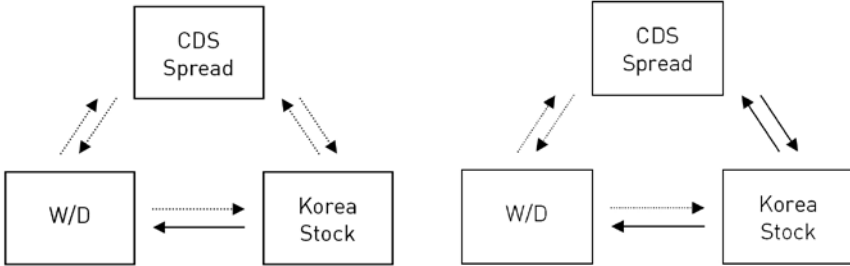 CDS
Spread
W/D
Korea
Stock
CDS
Spread
W/D
Korea
Stock